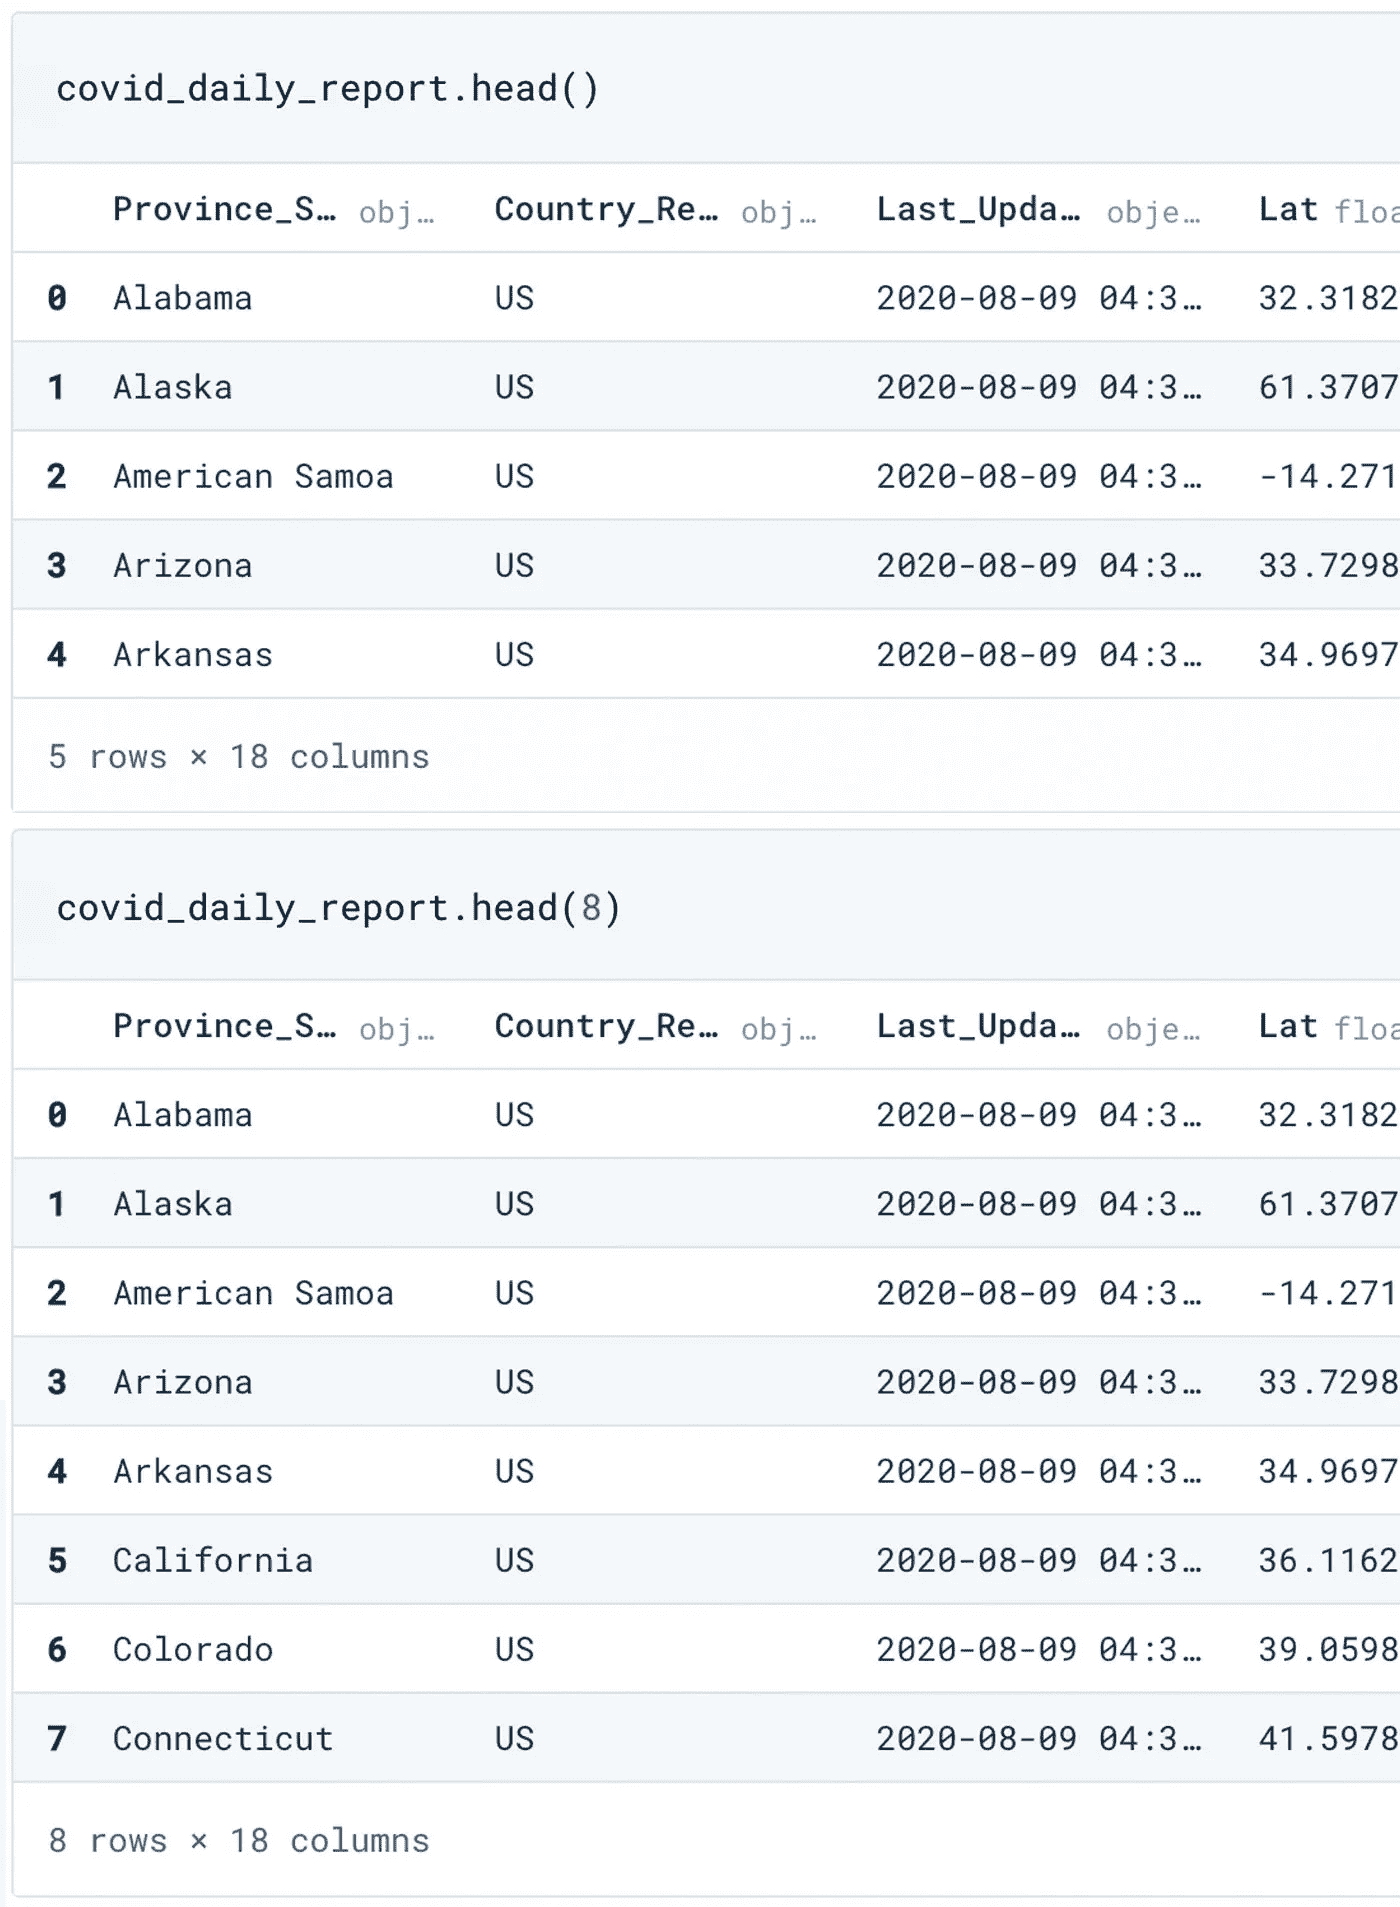 covid_daily_report.head()
Province_S… obj… Country_Re… obj… Last_Upda… obje… Lat floa
0 Alabama US 2020-08-09 04:3… 32.3182
1 Alaska US 2020-08-09 04:3… 61.3707
2 American Samoa US 2020-08-09 04:3… -14.271
3 Arizona US 2020-08-09 04:3… 33.7298
4 Arkansas US 2020-08-09 04:3… 34.9697
5 rows × 18 columns
covid_daily_report.head(8)
Province_S… obj… Country_Re… obj… Last_Upda… obje… Lat floa
0 Alabama US 2020-08-09 04:3… 32.3182
1 Alaska US 2020-08-09 04:3… 61.3707
2 American Samoa US 2020-08-09 04:3… -14.271
3 Arizona US 2020-08-09 04:3… 33.7298
4 Arkansas US 2020-08-09 04:3… 34.9697
5 California US 2020-08-09 04:3… 36.1162
6 Colorado US 2020-08-09 04:3… 39.0598
7 Connecticut US 2020-08-09 04:3… 41.5978
8 rows × 18 columns